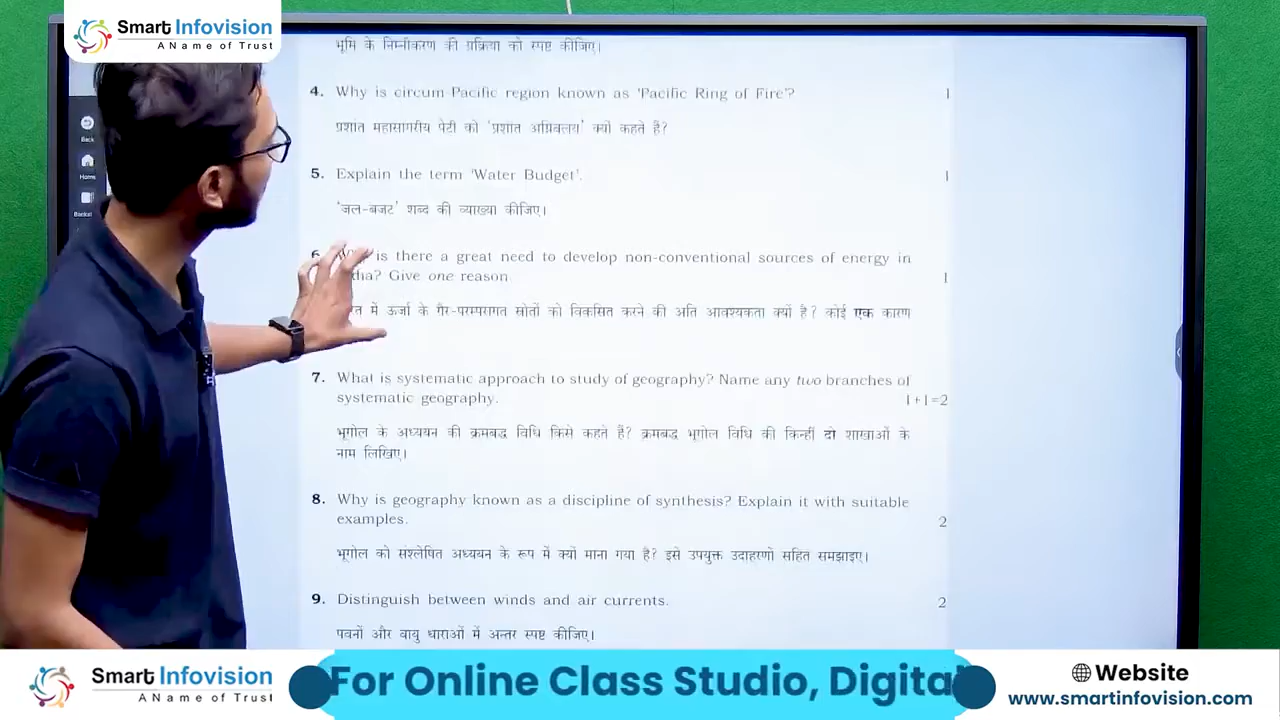 Smart Infovision
A Name of Trust
भूमि के निम्नीकरण की प्रक्रिया को स्पष्ट कीजिए।
4. Why is circum-Pacific region known as 'Pacific Ring of Fire'? 1
प्रशांत महासागरीय पेटी को 'प्रशांत अग्निवलय' क्यों कहते हैं?
Back
5. Explain the term 'Water Budget'. 1
Home
'जल-बजट' शब्द की व्याख्या कीजिए।
6. is there a great need to develop non-conventional sources of energy in
Give one reason. 1
में ऊर्जा के गैर-परम्परागत स्रोतों को विकसित करने की अति आवश्यकता क्यों है? कोई एक कारण
7. What is systematic approach to study of geography? Name any two branches of
systematic geography. 1+1=2
भूगोल के अध्ययन की क्रमबद्ध विधि किसे कहते हैं? क्रमबद्ध भूगोल विधि की किन्हीं दो शाखाओं के
नाम लिखिए।
8. Why is geography known as a discipline of synthesis? Explain it with suitable
examples. 2
भूगोल को संश्लेषित अध्ययन के रूप में क्यों माना गया है? इसे उपयुक्त उदाहरणों सहित समझाइए।
9. Distinguish between winds and air currents. 2
पवनों और वायु धाराओं में अन्तर स्पष्ट कीजिए।
Smart Infovision
A Name of Trust
For Online Class Studio, Digital
Website
www.smartinfovision.com